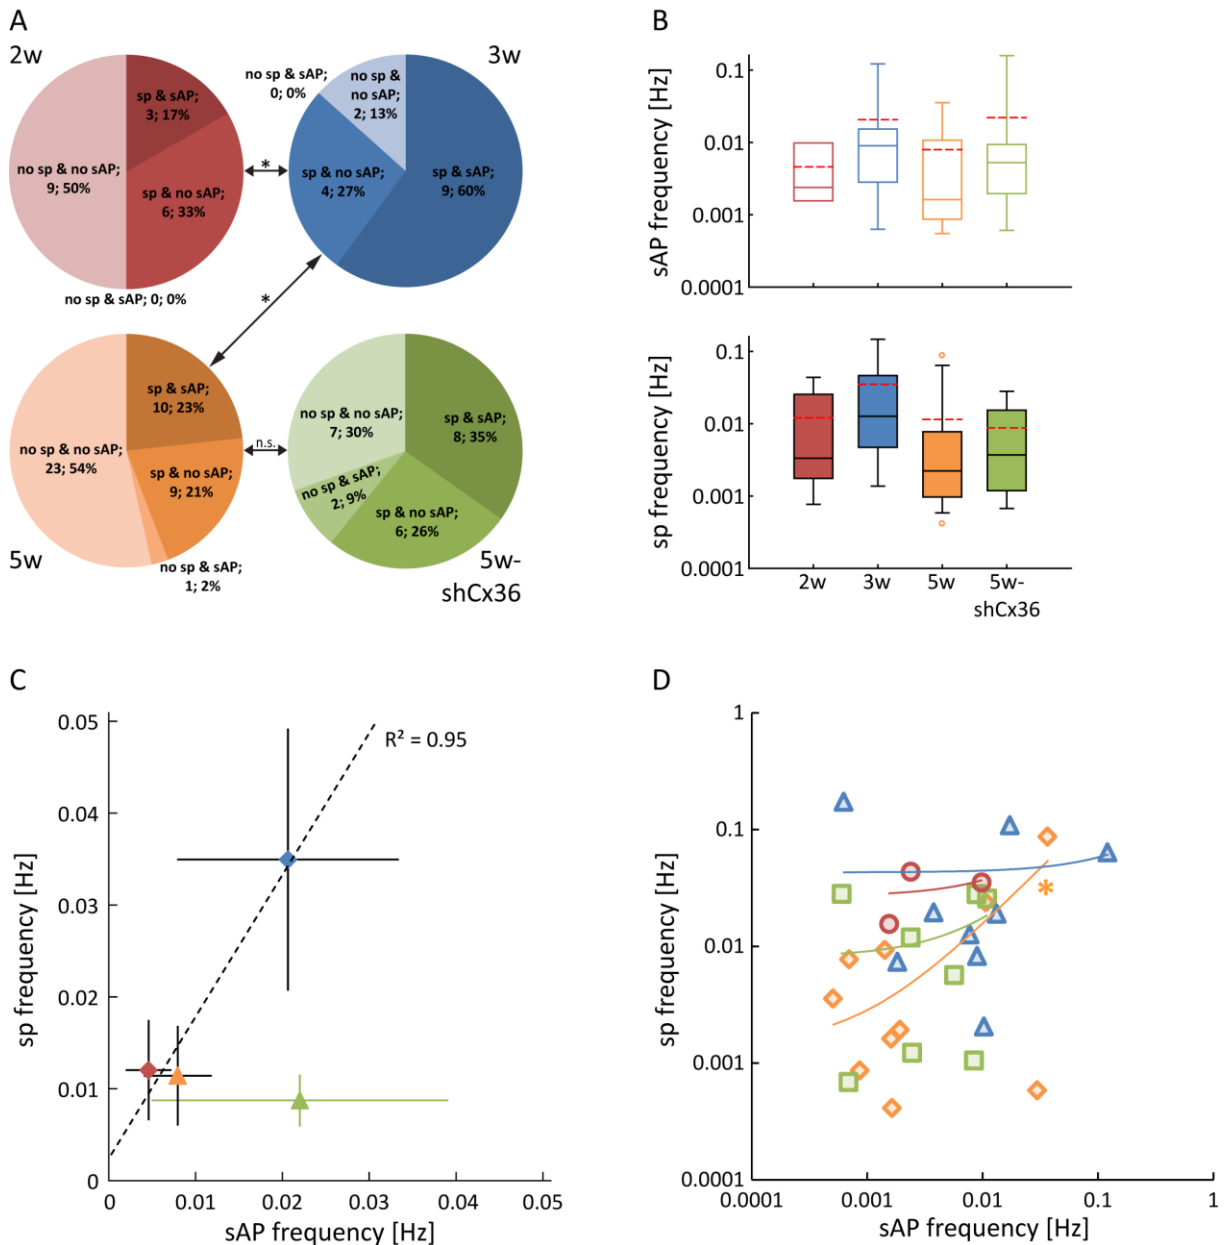 A
2w
sp & sAP;
3; 17%
no sp & no sAP;
9; 50%
sp & no sAP;
6; 33%
no sp & sAP; 0; 0%
*
3w
no sp & sAP;
0; 0%
no sp &
no sAP;
2; 13%
sp & no sAP;
4; 27%
sp & sAP;
9; 60%
*
5w
sp & sAP;
10; 23%
no sp & no sAP;
23; 54%
sp & no sAP;
9; 21%
no sp & sAP;
1; 2%
n.s.
no sp & no sAP;
7; 30%
sp & sAP;
8; 35%
no sp & sAP;
2; 9%
sp & no sAP;
6; 26%
5w-
shCx36
B
sAP frequency [Hz]
0.1
0.01
0.001
0.0001
sp frequency [Hz]
0.1
0.01
0.001
0.0001
2w 3w 5w 5w-
shCx36
C
sp frequency [Hz]
0.05
0.04
0.03
0.02
0.01
0
R² = 0.95
0 0.01 0.02 0.03 0.04 0.05
sAP frequency [Hz]
D
sp frequency [Hz]
1
0.1
0.01
0.001
0.0001
*
0.0001 0.001 0.01 0.1 1
sAP frequency [Hz]